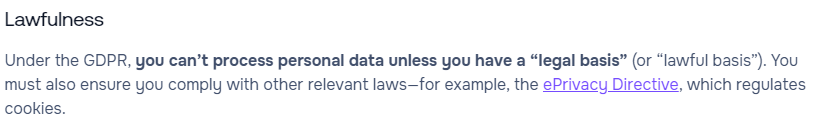 Lawfulness
Under the GDPR, you can’t process personal data unless you have a “legal basis” (or “lawful basis”). You
must also ensure you comply with other relevant laws—for example, the ePrivacy Directive, which regulates
cookies.